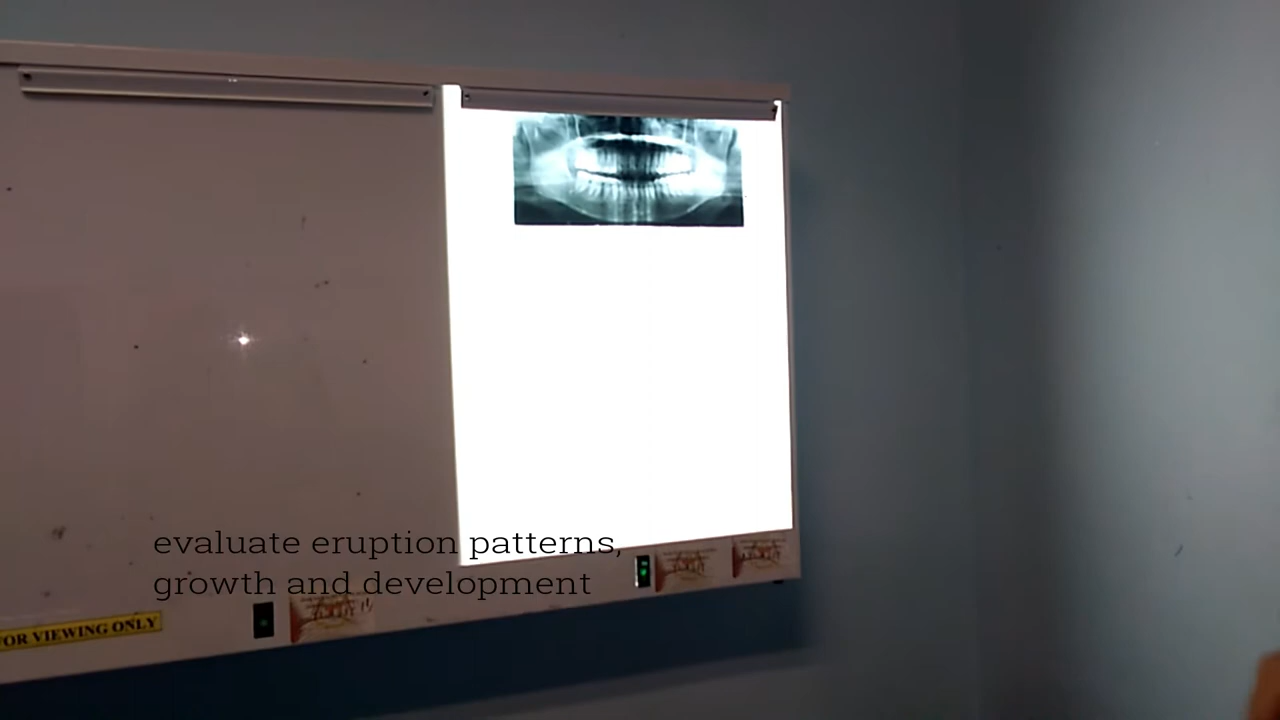 evaluate eruption patterns,
growth and development
FOR VIEWING ONLY